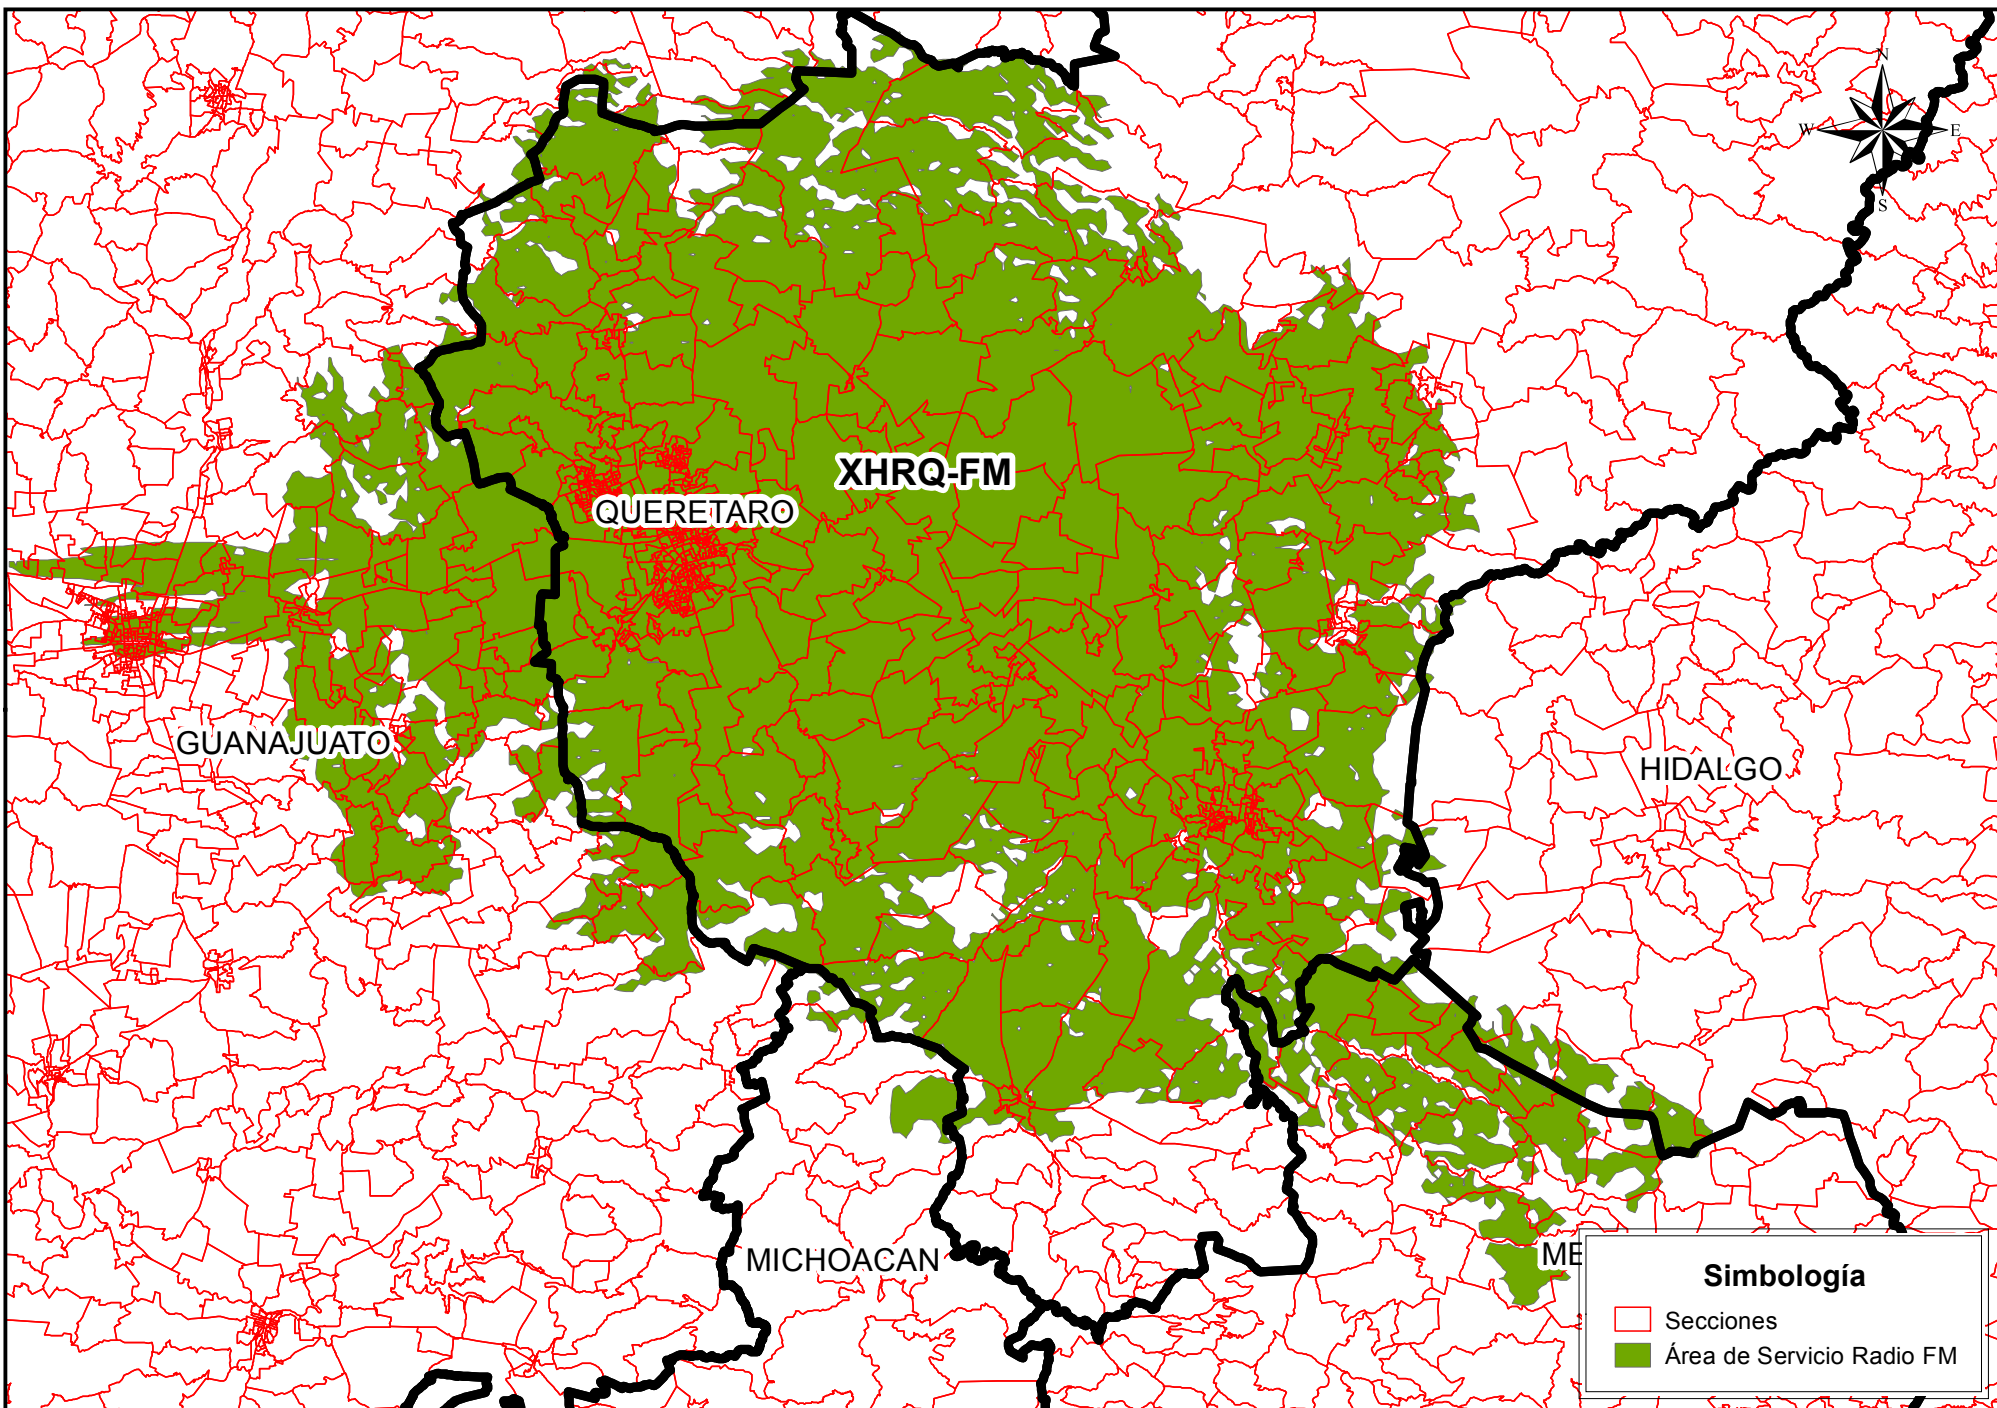 N
W E
S
XHRQ-FM
QUERETARO
GUANAJUATO
HIDALGO
MICHOACAN
ME
Simbología
Secciones
Área de Servicio Radio FM